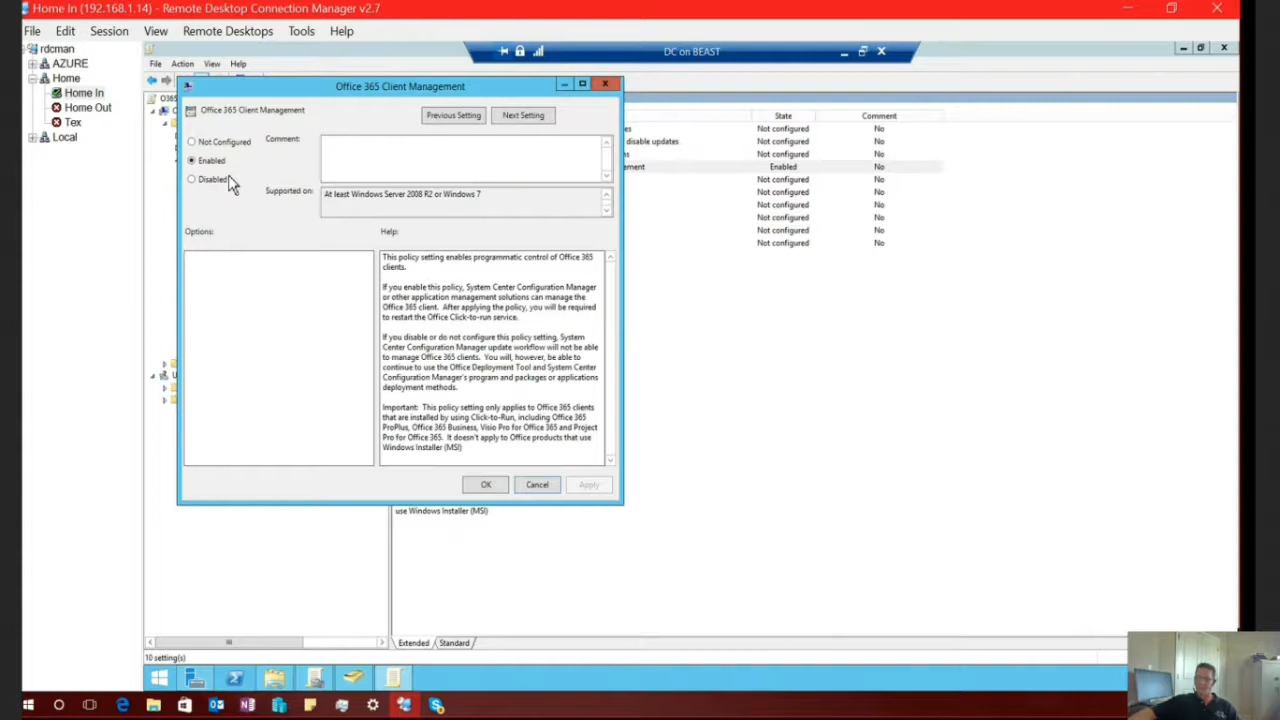 Home In (192.168.1.14) - Remote Desktop Connection Manager v2.7
File Edit Session View Remote Desktops Tools Help
rdcman
AZURE
Home
Home In
Home Out
Tex
Local
DC on BEAST
File Action View Help
O365
Office 365 Client Management
Office 365 Client Management
Previous Setting Next Setting
Not Configured
Enabled
Disabled
Comment:
Supported on:
At least Windows Server 2008 R2 or Windows 7
Options:
Help:
This policy setting enables programmatic control of Office 365
clients.
If you enable this policy, System Center Configuration Manager
or other application management solutions can manage the
Office 365 client. After applying the policy, you will be required
to restart the Office Click-to-run service.
If you disable or do not configure this policy setting, System
Center Configuration Manager update workflow will not be able
to manage Office 365 clients. You will, however, be able to
continue to use the Office Deployment Tool and System Center
Configuration Manager's program and packages or applications
deployment methods.
Important: This policy setting only applies to Office 365 clients
that are installed by using Click-to-Run, including Office 365
ProPlus, Office 365 Business, Visio Pro for Office 365 and Project
Pro for Office 365. It doesn't apply to Office products that use
Windows Installer (MSI)
OK Cancel Apply
State Comment
es Not configured No
disable updates Not configured No
ns Not configured No
ement Enabled No
Not configured No
Not configured No
Not configured No
Not configured No
Not configured No
Not configured No
use Windows Installer (MSI)
Extended Standard
10 setting(s)